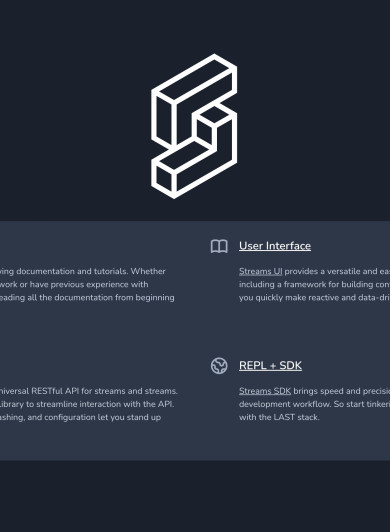 ving documentation and tutorials. Whether
work or have previous experience with
eading all the documentation from beginning
User Interface
Streams UI provides a versatile and eas
including a framework for building con
you quickly make reactive and data-dri
niversal RESTful API for streams and streams.
library to streamline interaction with the API.
ashing, and configuration let you stand up
REPL + SDK
Streams SDK brings speed and precisio
development workflow. So start tinkeri
with the LAST stack.